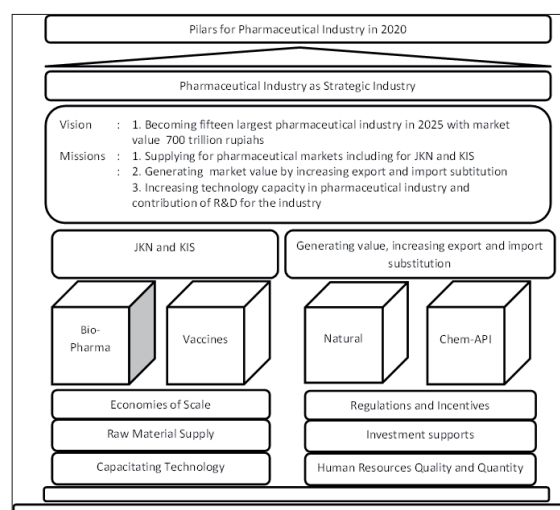 Pilars for Pharmaceutical Industry in 2020
Pharmaceutical Industry as Strategic Industry
Vision : 1. Becoming fifteen largest pharmaceutical industry in 2025 with market
value 700 trillion rupiahs
Missions : 1. Supplying for pharmaceutical markets including for JKN and KIS
: 2. Generating market value by increasing export and import subtitution
3. Increasing technology capacity in pharmaceutical industry and
contribution of R&D for the industry
JKN and KIS
Generating value, increasing export and import
substitution
Bio-
Pharma
Vaccines
Natural
Chem-API
Economies of Scale
Regulations and Incentives
Raw Material Supply
Investment supports
Capacitating Technology
Human Resources Quality and Quantity